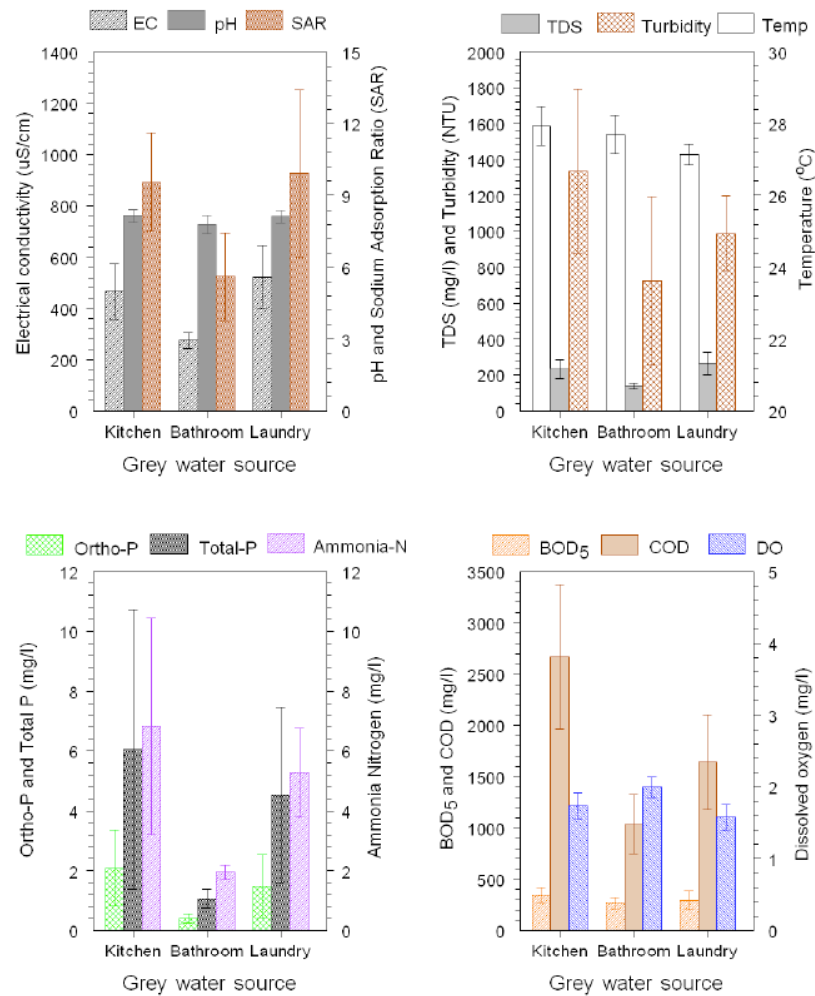 EC pH SAR
Electrical conductivity (uS/cm)
1400
1200
1000
800
600
400
200
0
15
12
9
6
3
0
pH and Sodium Adsorption Ratio (SAR)
Kitchen Bathroom Laundry
Grey water source
TDS Turbidity Temp
TDS (mg/l) and Turbidity (NTU)
2000
1800
1600
1400
1200
1000
800
600
400
200
0
30
28
26
24
22
20
Temperature (°C)
Kitchen Bathroom Laundry
Grey water source
Ortho-P Total-P Ammonia-N
Ortho-P and Total P (mg/l)
12
10
8
6
4
2
0
12
10
8
6
4
2
0
Ammonia Nitrogen (mg/l)
Kitchen Bathroom Laundry
Grey water source
BOD5 COD DO
BOD5 and COD (mg/l)
3500
3000
2500
2000
1500
1000
500
0
5
4
3
2
1
0
Dissolved oxygen (mg/l)
Kitchen Bathroom Laundry
Grey water source